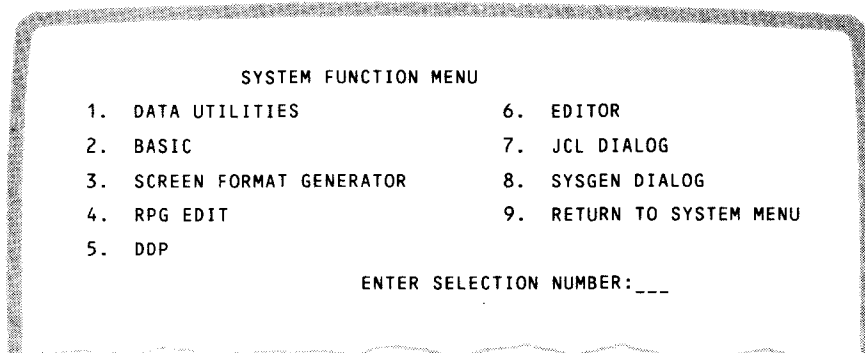 SYSTEM FUNCTION MENU
1. DATA UTILITIES 6. EDITOR
2. BASIC 7. JCL DIALOG
3. SCREEN FORMAT GENERATOR 8. SYSGEN DIALOG
4. RPG EDIT 9. RETURN TO SYSTEM MENU
5. DDP
ENTER SELECTION NUMBER:___